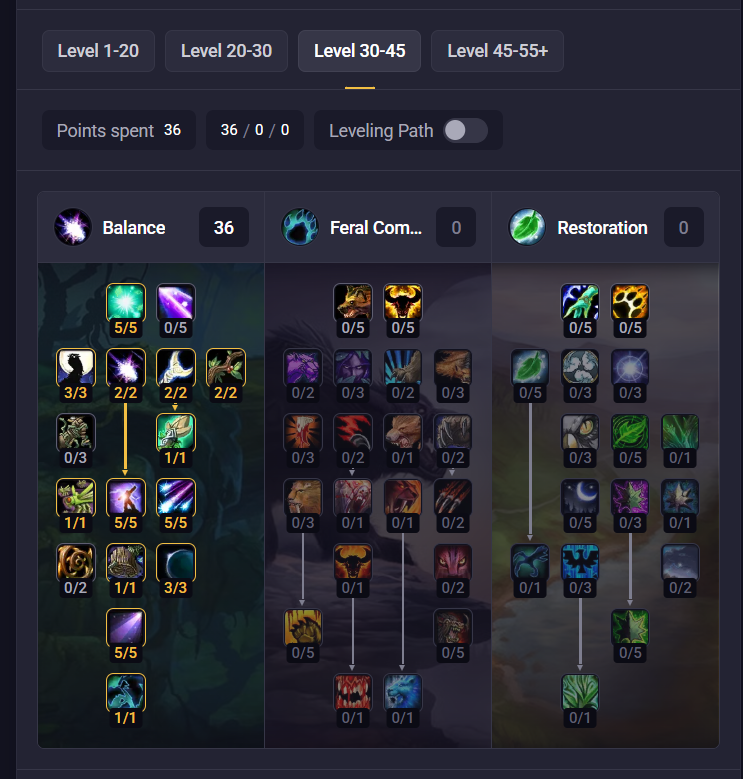 Level 1-20 Level 20-30 Level 30-45 Level 45-55+
Points spent 36 36 / 0 / 0 Leveling Path
Balance 36 Feral Com... 0 Restoration 0
5/5 0/5 0/5 0/5 0/5 0/5
3/3 2/2 2/2 2/2 0/2 0/3 0/2 0/3 0/5 0/3 0/3
0/3 1/1 0/3 0/2 0/1 0/2 0/3 0/5 0/1
1/1 5/5 5/5 0/3 0/1 0/1 0/2 0/5 0/3 0/1
0/2 1/1 3/3 0/1 0/2 0/1 0/3 0/2
5/5 0/5 0/5 0/5
1/1 0/1 0/1 0/1